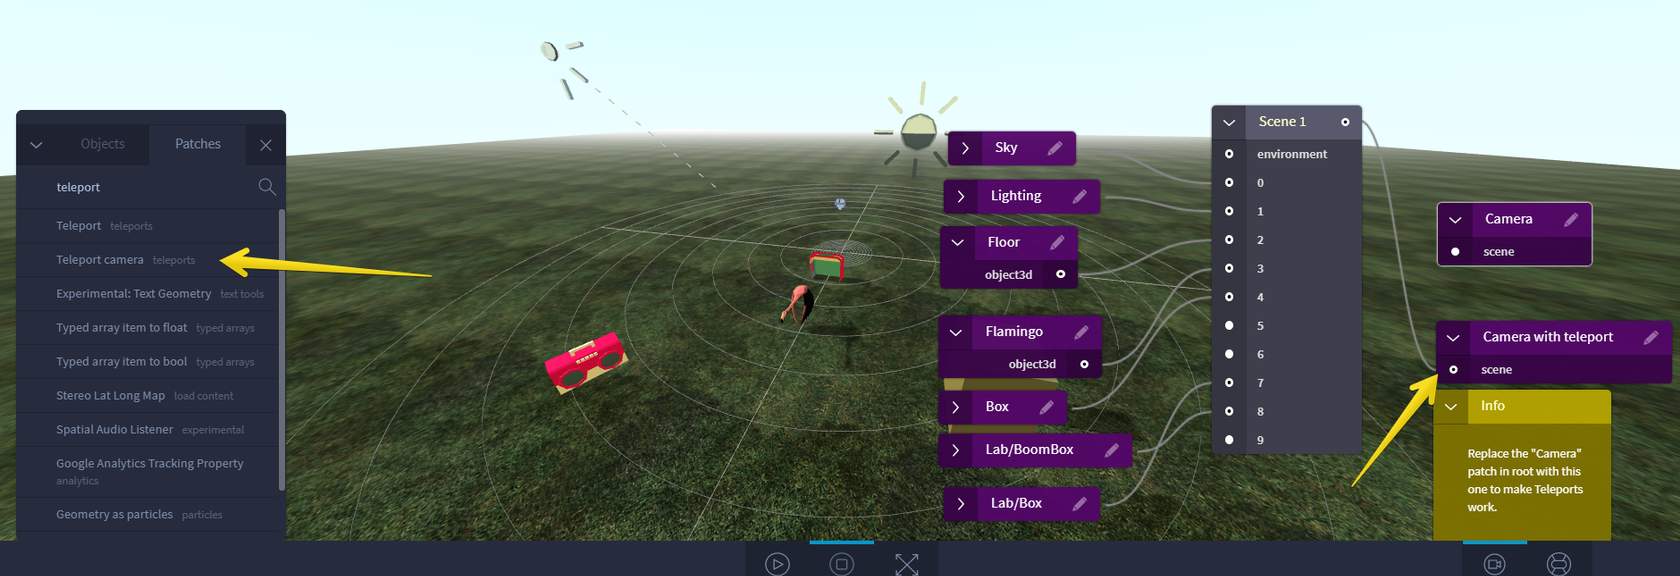 Objects
Patches
teleport
Teleport teleports
Teleport camera teleports
Experimental: Text Geometry text tools
Typed array item to float typed arrays
Typed array item to bool typed arrays
Stereo Lat Long Map load content
Spatial Audio Listener experimental
Google Analytics Tracking Property
analytics
Geometry as particles particles
Sky
Lighting
Floor
object3d
Flamingo
object3d
Box
Lab/BoomBox
Lab/Box
Scene 1
environment
0
1
2
3
4
5
6
7
8
9
Camera
scene
Camera with teleport
scene
Info
Replace the "Camera"
patch in root with this
one to make Teleports
work.